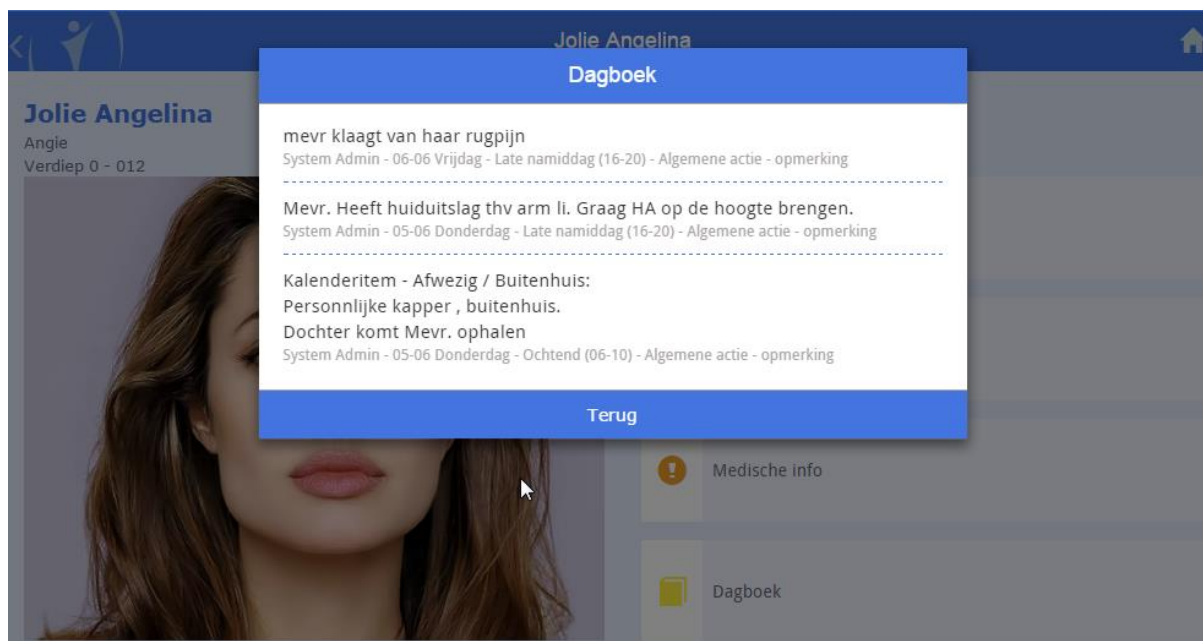 Jolie Angelina
Dagboek
Jolie Angelina
Angie
Verdiep 0 - 012
mevr klaagt van haar rugpijn
System Admin - 06-06 Vrijdag - Late namiddag (16-20) - Algemene actie - opmerking
Mevr. Heeft huiduitslag thv arm li. Graag HA op de hoogte brengen.
System Admin - 05-06 Donderdag - Late namiddag (16-20) - Algemene actie - opmerking
Kalenderitem - Afwezig / Buitenhuis:
Personnlijke kapper , buitenhuis.
Dochter komt Mevr. ophalen
System Admin - 05-06 Donderdag - Ochtend (06-10) - Algemene actie - opmerking
Terug
Medische info
Dagboek